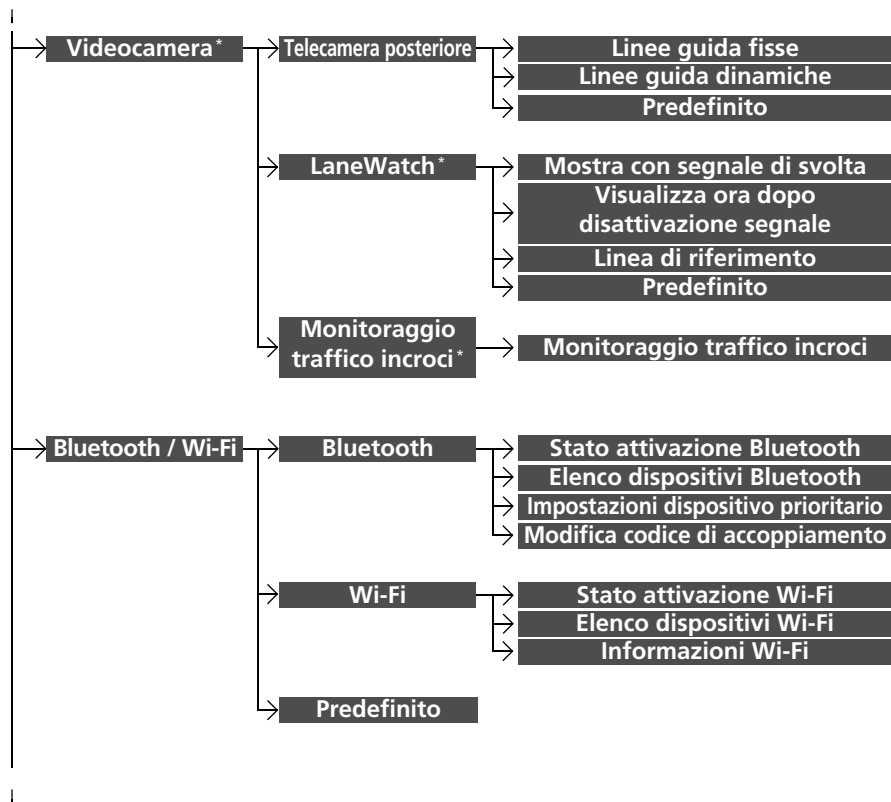 Videocamera*
Telecamera posteriore
Linee guida fisse
Linee guida dinamiche
Predefinito
LaneWatch*
Mostra con segnale di svolta
Visualizza ora dopo
disattivazione segnale
Linea di riferimento
Predefinito
Monitoraggio
traffico incroci*
Monitoraggio traffico incroci
Bluetooth / Wi-Fi
Bluetooth
Stato attivazione Bluetooth
Elenco dispositivi Bluetooth
Impostazioni dispositivo prioritario
Modifica codice di accoppiamento
Wi-Fi
Stato attivazione Wi-Fi
Elenco dispositivi Wi-Fi
Informazioni Wi-Fi
Predefinito